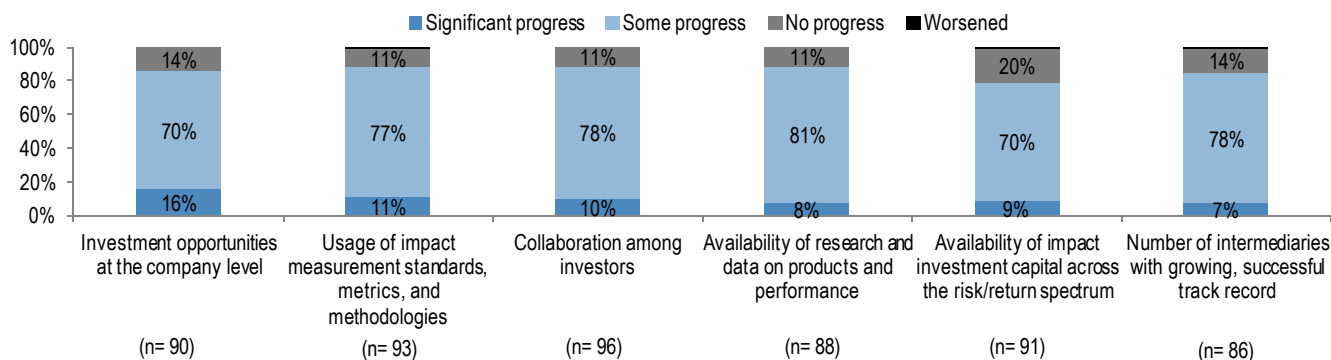 Significant progress Some progress No progress Worsened
100%
80%
60%
40%
20%
0%
14% 11% 11% 11% 20% 14%
70% 77% 78% 81% 70% 78%
16% 11% 10% 8% 9% 7%
Investment opportunities
at the company level
(n= 90)
Usage of impact
measurement standards,
metrics, and
methodologies
(n= 93)
Collaboration among
investors
(n= 96)
Availability of research and
data on products and
performance
(n= 88)
Availability of impact
investment capital across
the risk/return spectrum
(n= 91)
Number of intermediaries
with growing, successful
track record
(n= 86)